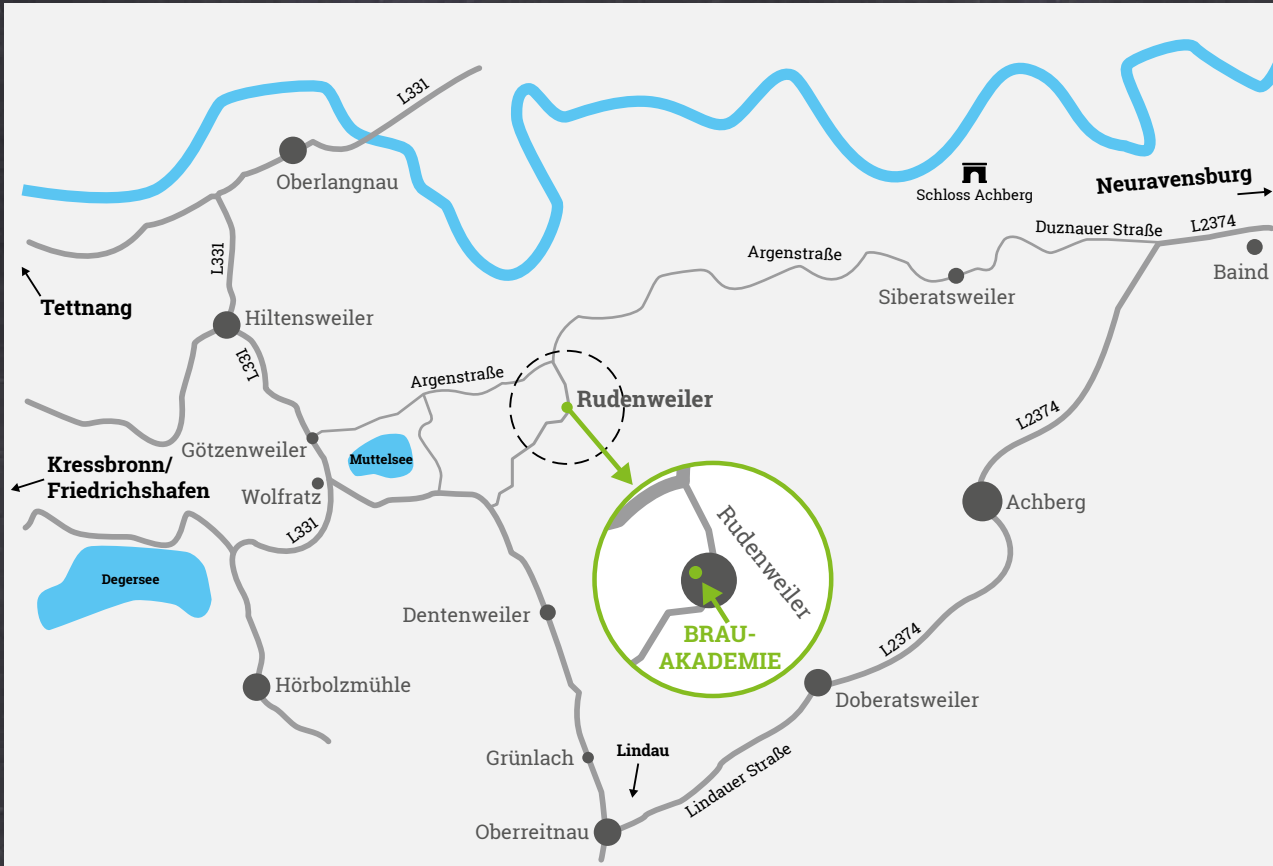 L331
Oberlangnau
Schloss Achberg
Neuravensburg
Duznauer Straße
L2374
Argenstraße
L331
Baind
Siberatsweiler
Tettnang
Hiltensweiler
L331
Argenstraße
Rudenweiler
L2374
Götzenweiler
Muttelsee
Kressbronn/
Friedrichshafen
Wolfratz
Achberg
L331
Rudenweiler
Degersee
Dentenweiler
BRAU-
AKADEMIE
L2374
Hörbolzmühle
Doberatsweiler
Grünlach
Lindau
Lindauer Straße
Oberreitnau